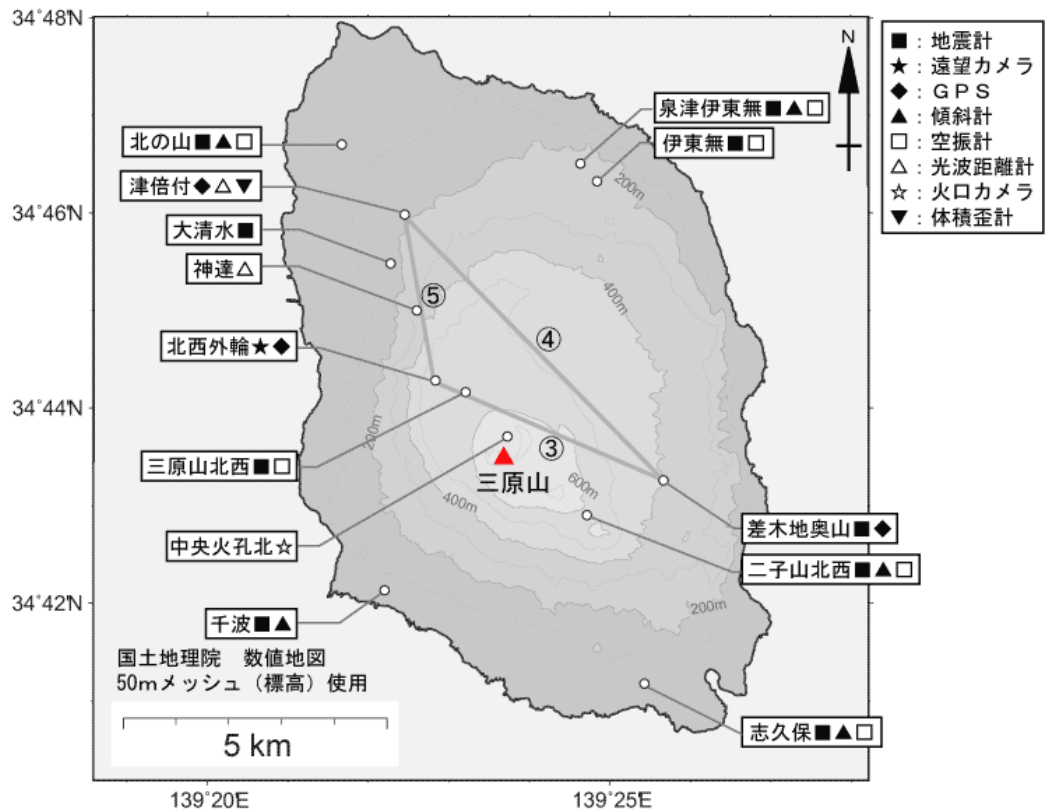 34°48'N
34°46'N
34°44'N
34°42'N
139°20'E
139°25'E
N
■：地震計
★：遠望カメラ
◆：ＧＰＳ
▲：傾斜計
□：空振計
△：光波距離計
☆：火口カメラ
▼：体積歪計
北の山■▲□
津倍付◆△▼
大清水■
神達△
北西外輪★◆
三原山北西■□
中央火孔北☆
千波■▲
泉津伊東無■▲□
伊東無■□
差木地奥山■◆
二子山北西■▲□
志久保■▲□
三原山
⑤
④
③
200m
400m
200m
600m
400m
200m
国土地理院　数値地図
50mメッシュ（標高）使用
5 km